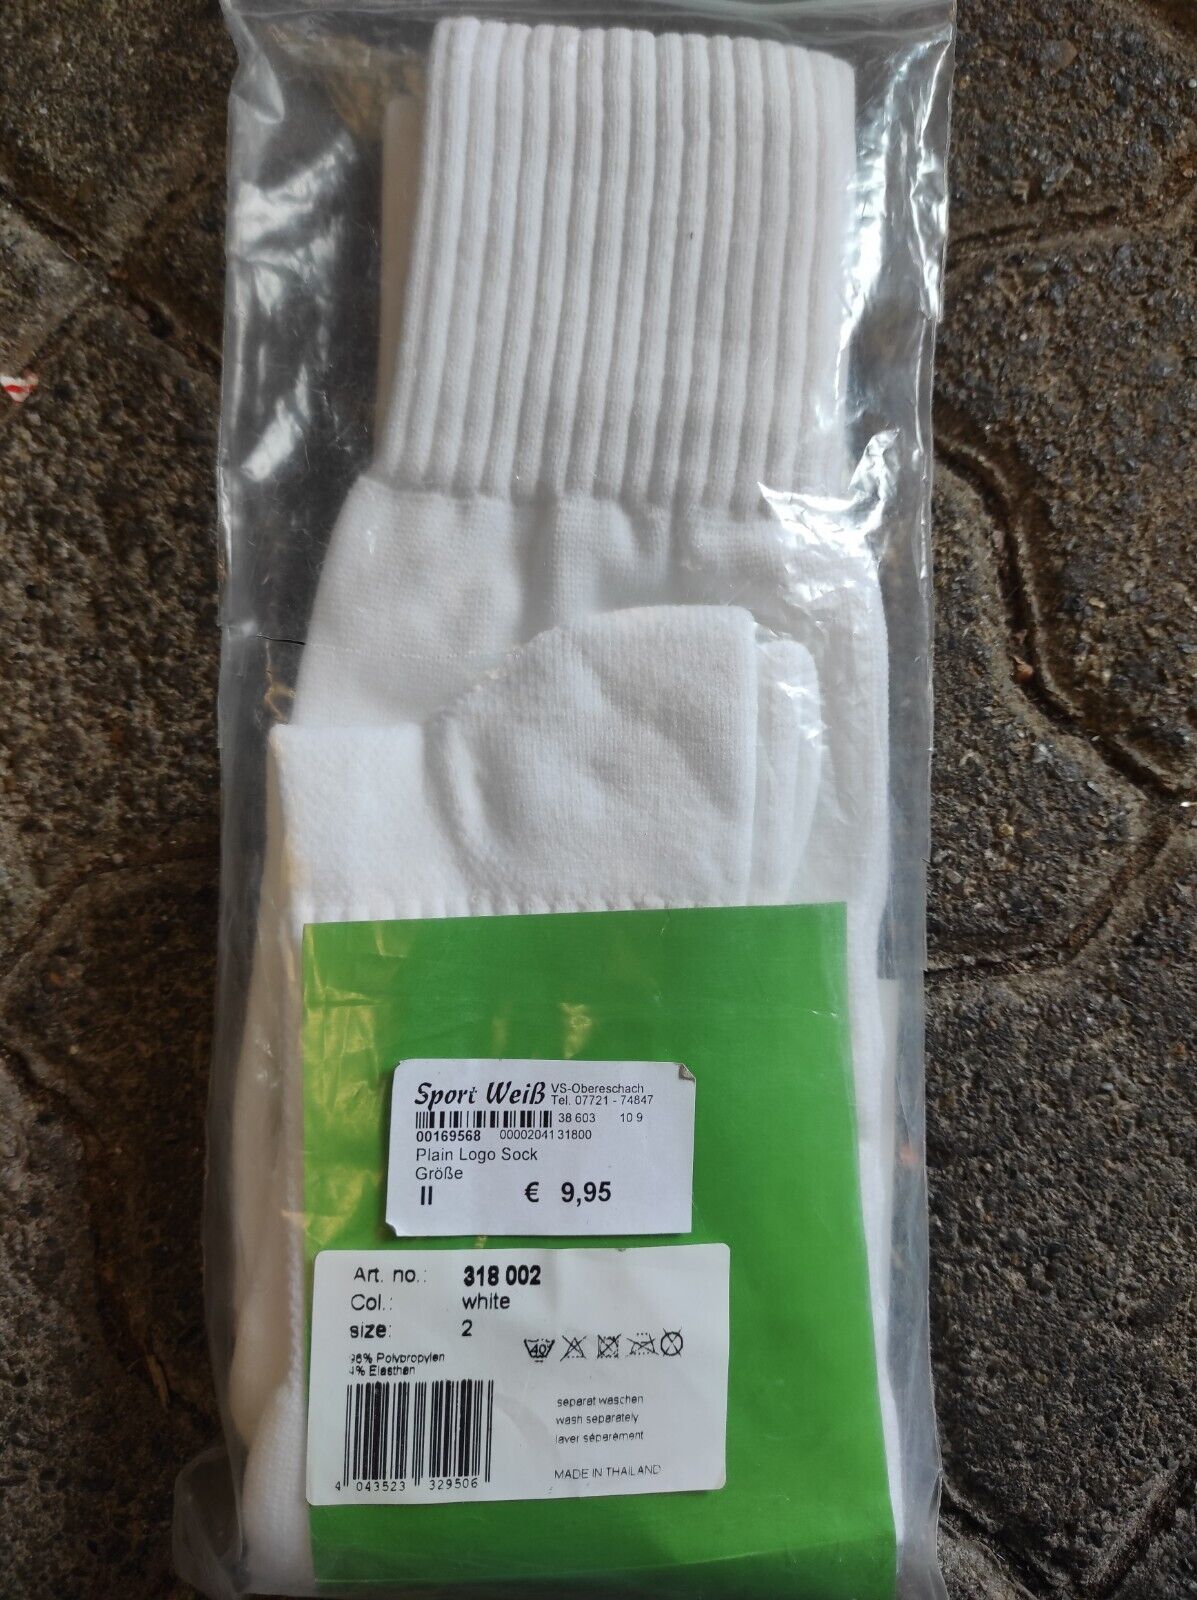 Sport Weiß VS-Obereschach
Tel. 07721 - 74847
38 603 10 9
00169568 0000204131800
Plain Logo Sock
Größe
II € 9,95
Art. no.: 318 002
Col.: white
size: 2
96% Polypropylen
4% Elasthan
40
separat waschen
wash separately
laver séparément
MADE IN THAILAND
4 043523 329506